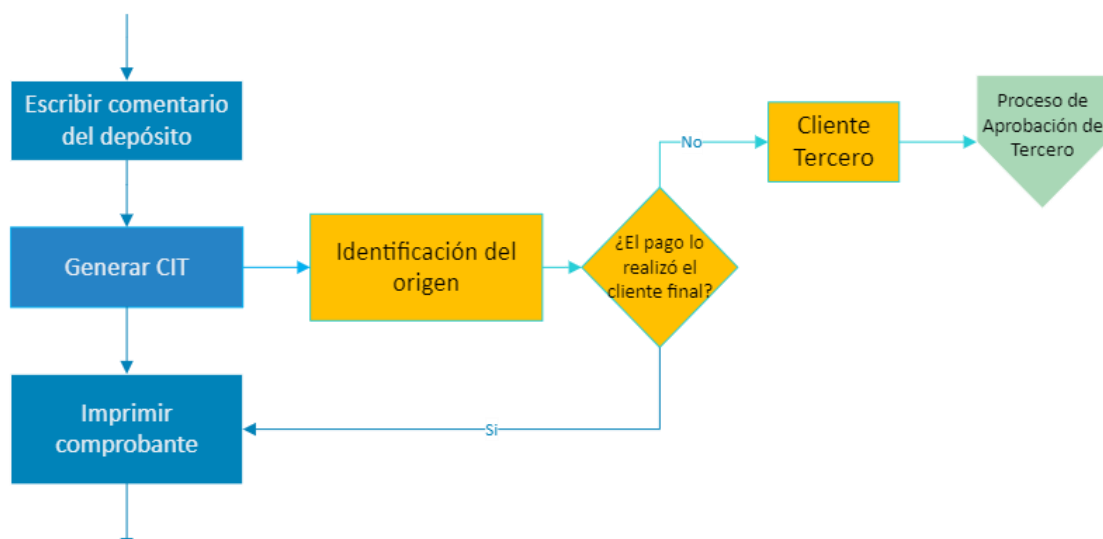 Escribir comentario
del depósito
Generar CIT
Identificación del
origen
¿El pago lo
realizó el
cliente final?
No
Cliente
Tercero
Proceso de
Aprobación de
Tercero
Si
Imprimir
comprobante